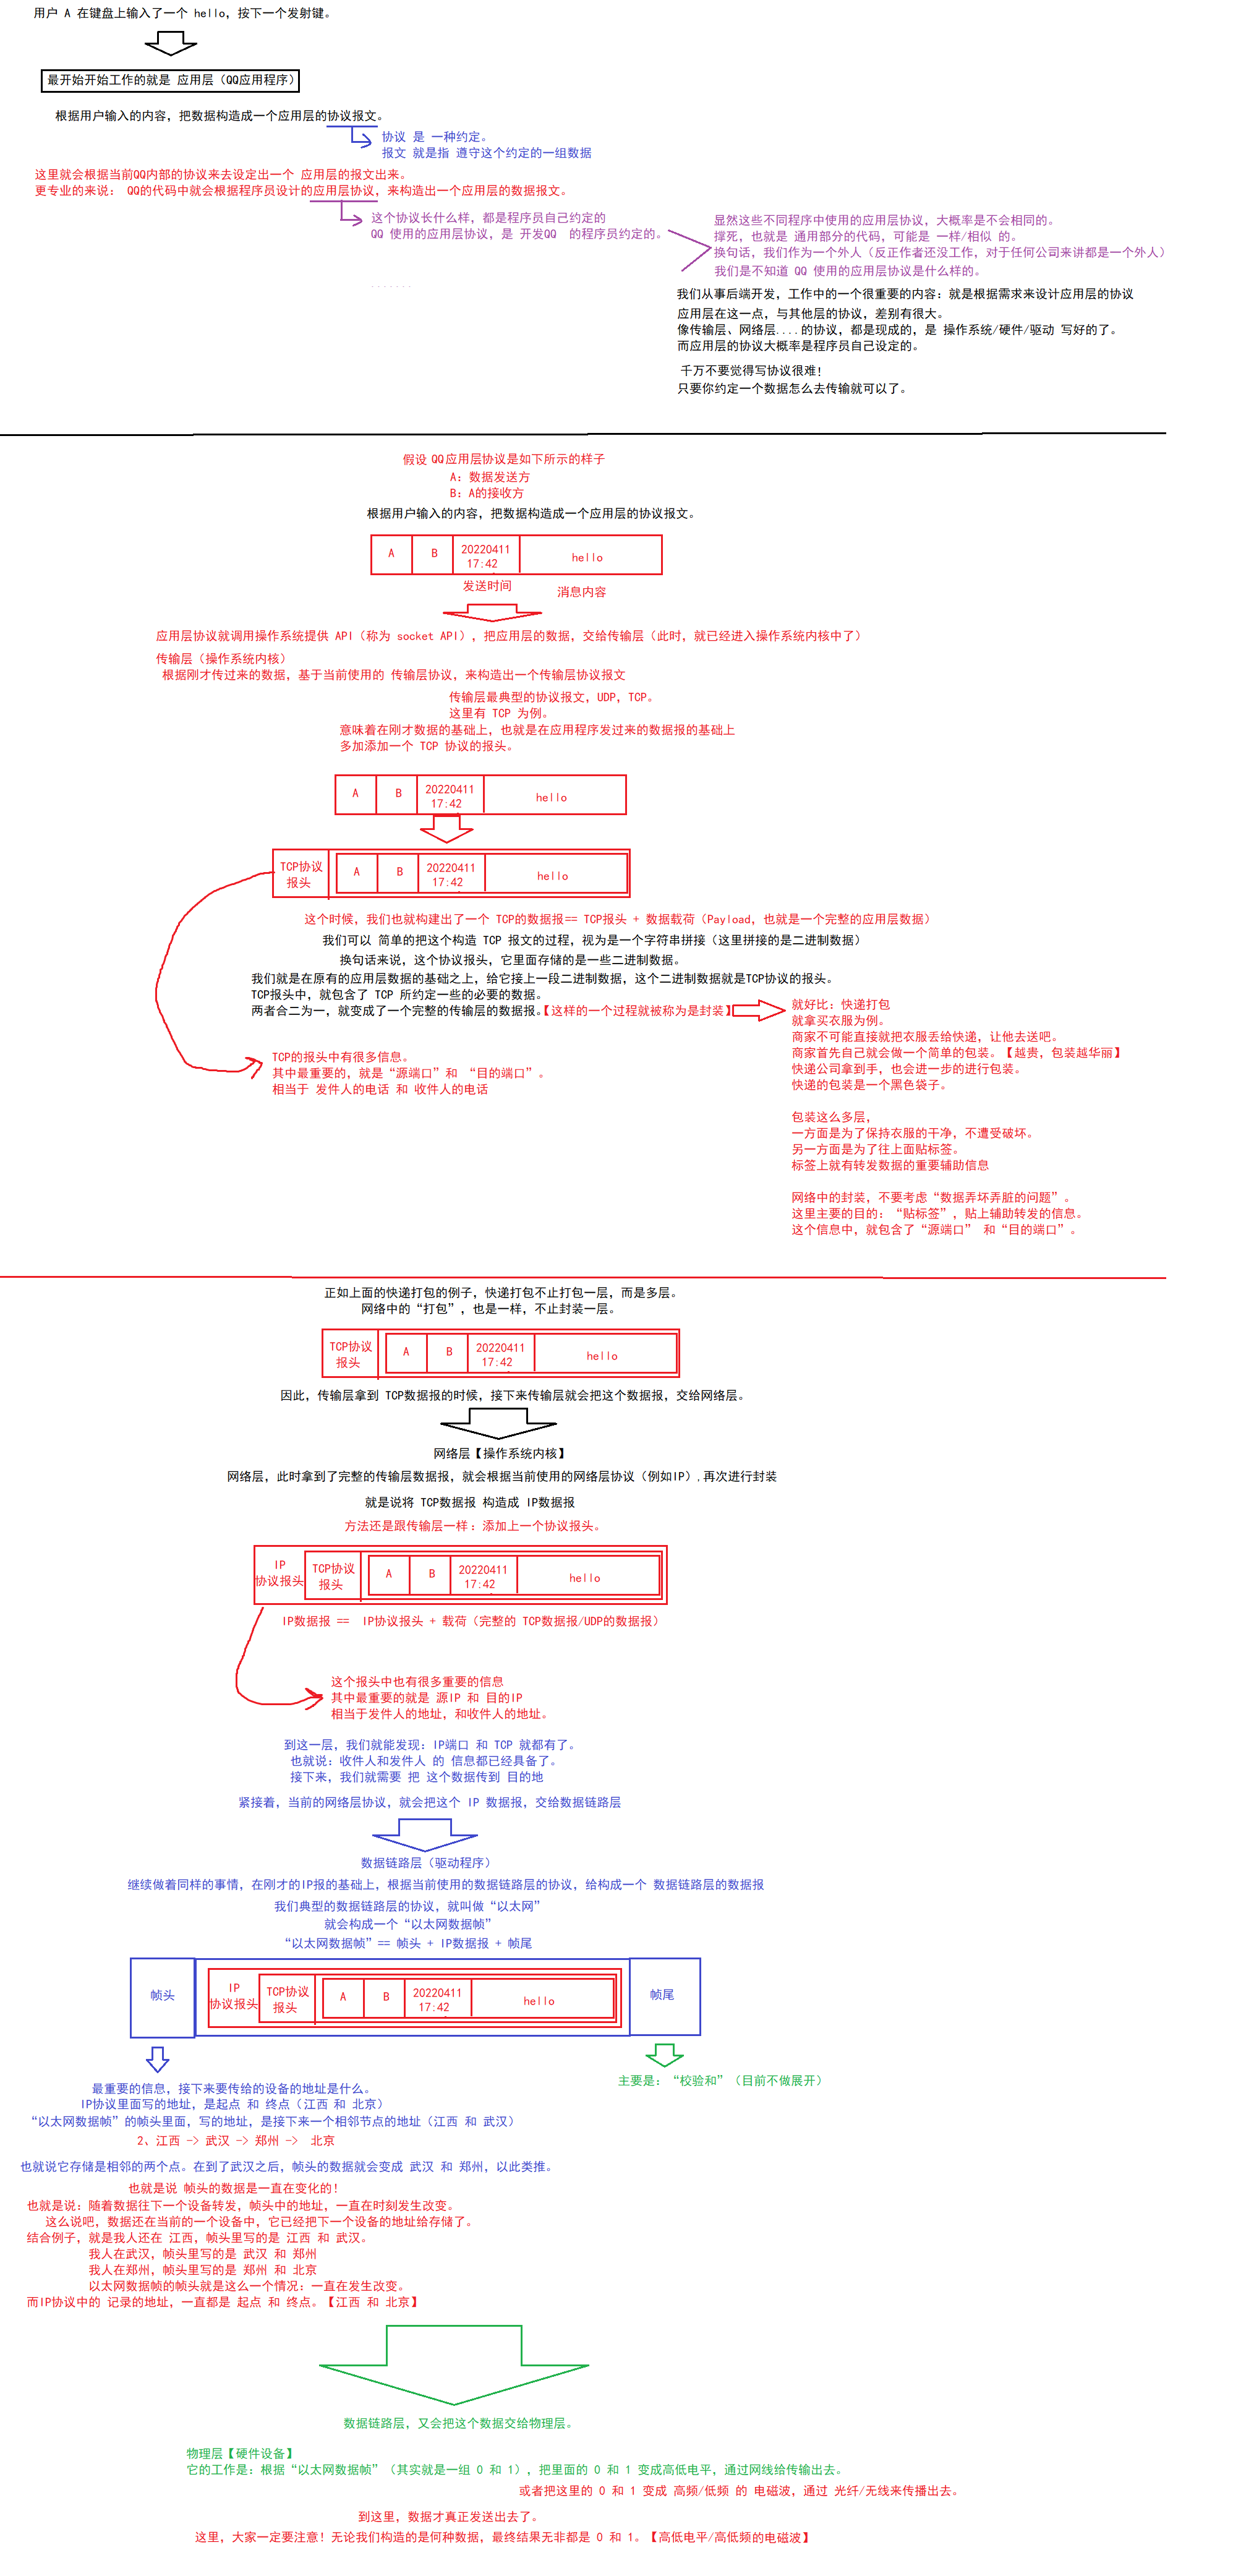 用户 A 在键盘上输入了一个 hello，按下一个发射键。
最开始开始工作的就是 应用层（QQ应用程序）
根据用户输入的内容，把数据构造成一个应用层的协议报文。
协议 是 一种约定。
报文 就是指 遵守这个约定的一组数据
这里就会根据当前QQ内部的协议来去设定出一个 应用层的报文出来。
更专业的来说： QQ的代码中就会根据程序员设计的应用层协议，来构造出一个应用层的数据报文。
这个协议长什么样，都是程序员自己约定的
QQ 使用的应用层协议，是 开发QQ 的程序员约定的。
显然这些不同程序中使用的应用层协议，大概率是不会相同的。
撑死，也就是 通用部分的代码，可能是 一样/相似 的。
换句话，我们作为一个外人（反正作者还没工作，对于任何公司来讲都是一个外人）
我们是不知道 QQ 使用的应用层协议是什么样的。
我们从事后端开发，工作中的一个很重要的内容：就是根据需求来设计应用层的协议
应用层在这一点，与其他层的协议，差别有很大。
像传输层、网络层....的协议，都是现成的，是 操作系统/硬件/驱动 写好的了。
而应用层的协议大概率是程序员自己设定的。
千万不要觉得写协议很难！
只要你约定一个数据怎么去传输就可以了。
假设 QQ应用层协议是如下所示的样子
A：数据发送方
B：A的接收方
根据用户输入的内容，把数据构造成一个应用层的协议报文。
A B 20220411 17:42 hello
发送时间
消息内容
应用层协议就调用操作系统提供 API（称为 socket API），把应用层的数据，交给传输层（此时，就已经进入操作系统内核中了）
传输层（操作系统内核）
根据刚才传过来的数据，基于当前使用的 传输层协议，来构造出一个传输层协议报文
传输层最典型的协议报文，UDP，TCP。
这里有 TCP 为例。
意味着在刚才数据的基础上，也就是在应用程序发过来的数据报的基础上
多加添加一个 TCP 协议的报头。
A B 20220411 17:42 hello
TCP协议报头 A B 20220411 17:42 hello
这个时候，我们也就构建出了一个 TCP的数据报== TCP报头 + 数据载荷（Payload，也就是一个完整的应用层数据）
我们可以 简单的把这个构造 TCP 报文的过程，视为是一个字符串拼接（这里拼接的是二进制数据）
换句话来说，这个协议报头，它里面存储的是一些二进制数据。
我们就是在原有的应用层数据的基础之上，给它接上一段二进制数据，这个二进制数据就是TCP协议的报头。
TCP报头中，就包含了 TCP 所约定一些的必要的数据。
两者合二为一，就变成了一个完整的传输层的数据报。【这样的一个过程就被称为是封装】
就好比：快递打包
就拿买衣服为例。
商家不可能直接就把衣服丢给快递，让他去送吧。
商家首先自己就会做一个简单的包装。【越贵，包装越华丽】
快递公司拿到手，也会进一步的进行包装。
快递的包装是一个黑色袋子。
包装这么多层，
一方面是为了保持衣服的干净，不遭受破坏。
另一方面是为了往上面贴标签。
标签上就有转发数据的重要辅助信息
网络中的封装，不要考虑“数据弄坏弄脏的问题”。
这里主要的目的：“贴标签”，贴上辅助转发的信息。
这个信息中，就包含了“源端口” 和“目的端口”。
TCP的报头中有很多信息。
其中最重要的，就是“源端口”和 “目的端口”。
相当于 发件人的电话 和 收件人的电话
正如上面的快递打包的例子，快递打包不止打包一层，而是多层。
网络中的“打包”，也是一样，不止封装一层。
TCP协议报头 A B 20220411 17:42 hello
因此，传输层拿到 TCP数据报的时候，接下来传输层就会把这个数据报，交给网络层。
网络层【操作系统内核】
网络层，此时拿到了完整的传输层数据报，就会根据当前使用的网络层协议（例如IP）,再次进行封装
就是说将 TCP数据报 构造成 IP数据报
方法还是跟传输层一样：添加上一个协议报头。
IP协议报头 TCP协议报头 A B 20220411 17:42 hello
IP数据报 == IP协议报头 + 载荷（完整的 TCP数据报/UDP的数据报）
这个报头中也有很多重要的信息
其中最重要的就是 源IP 和 目的IP
相当于发件人的地址，和收件人的地址。
到这一层，我们就能发现：IP端口 和 TCP 就都有了。
也就说：收件人和发件人 的 信息都已经具备了。
接下来，我们就需要 把 这个数据传到 目的地
紧接着，当前的网络层协议，就会把这个 IP 数据报，交给数据链路层
数据链路层（驱动程序）
继续做着同样的事情，在刚才的IP报的基础上，根据当前使用的数据链路层的协议，给构成一个 数据链路层的数据报
我们典型的数据链路层的协议，就叫做“以太网”
就会构成一个“以太网数据帧”
“以太网数据帧”== 帧头 + IP数据报 + 帧尾
帧头 IP协议报头 TCP协议报头 A B 20220411 17:42 hello 帧尾
主要是：“校验和”（目前不做展开）
最重要的信息，接下来要传给的设备的地址是什么。
IP协议里面写的地址，是起点 和 终点（江西 和 北京）
“以太网数据帧”的帧头里面，写的地址，是接下来一个相邻节点的地址（江西 和 武汉）
2、江西 -> 武汉 -> 郑州 -> 北京
也就说它存储是相邻的两个点。在到了武汉之后，帧头的数据就会变成 武汉 和 郑州，以此类推。
也就是说 帧头的数据是一直在变化的！
也就是说：随着数据往下一个设备转发，帧头中的地址，一直在时刻发生改变。
这么说吧，数据还在当前的一个设备中，它已经把下一个设备的地址给存储了。
结合例子，就是我人还在 江西，帧头里写的是 江西 和 武汉。
我人在武汉，帧头里写的是 武汉 和 郑州
我人在郑州，帧头里写的是 郑州 和 北京
以太网数据帧的帧头就是这么一个情况：一直在发生改变。
而IP协议中的 记录的地址，一直都是 起点 和 终点。【江西 和 北京】
数据链路层，又会把这个数据交给物理层。
物理层【硬件设备】
它的工作是：根据“以太网数据帧”（其实就是一组 0 和 1），把里面的 0 和 1 变成高低电平，通过网线给传输出去。
或者把这里的 0 和 1 变成 高频/低频 的 电磁波，通过 光纤/无线来传播出去。
到这里，数据才真正发送出去了。
这里，大家一定要注意！无论我们构造的是何种数据，最终结果无非都是 0 和 1。【高低电平/高低频的电磁波】